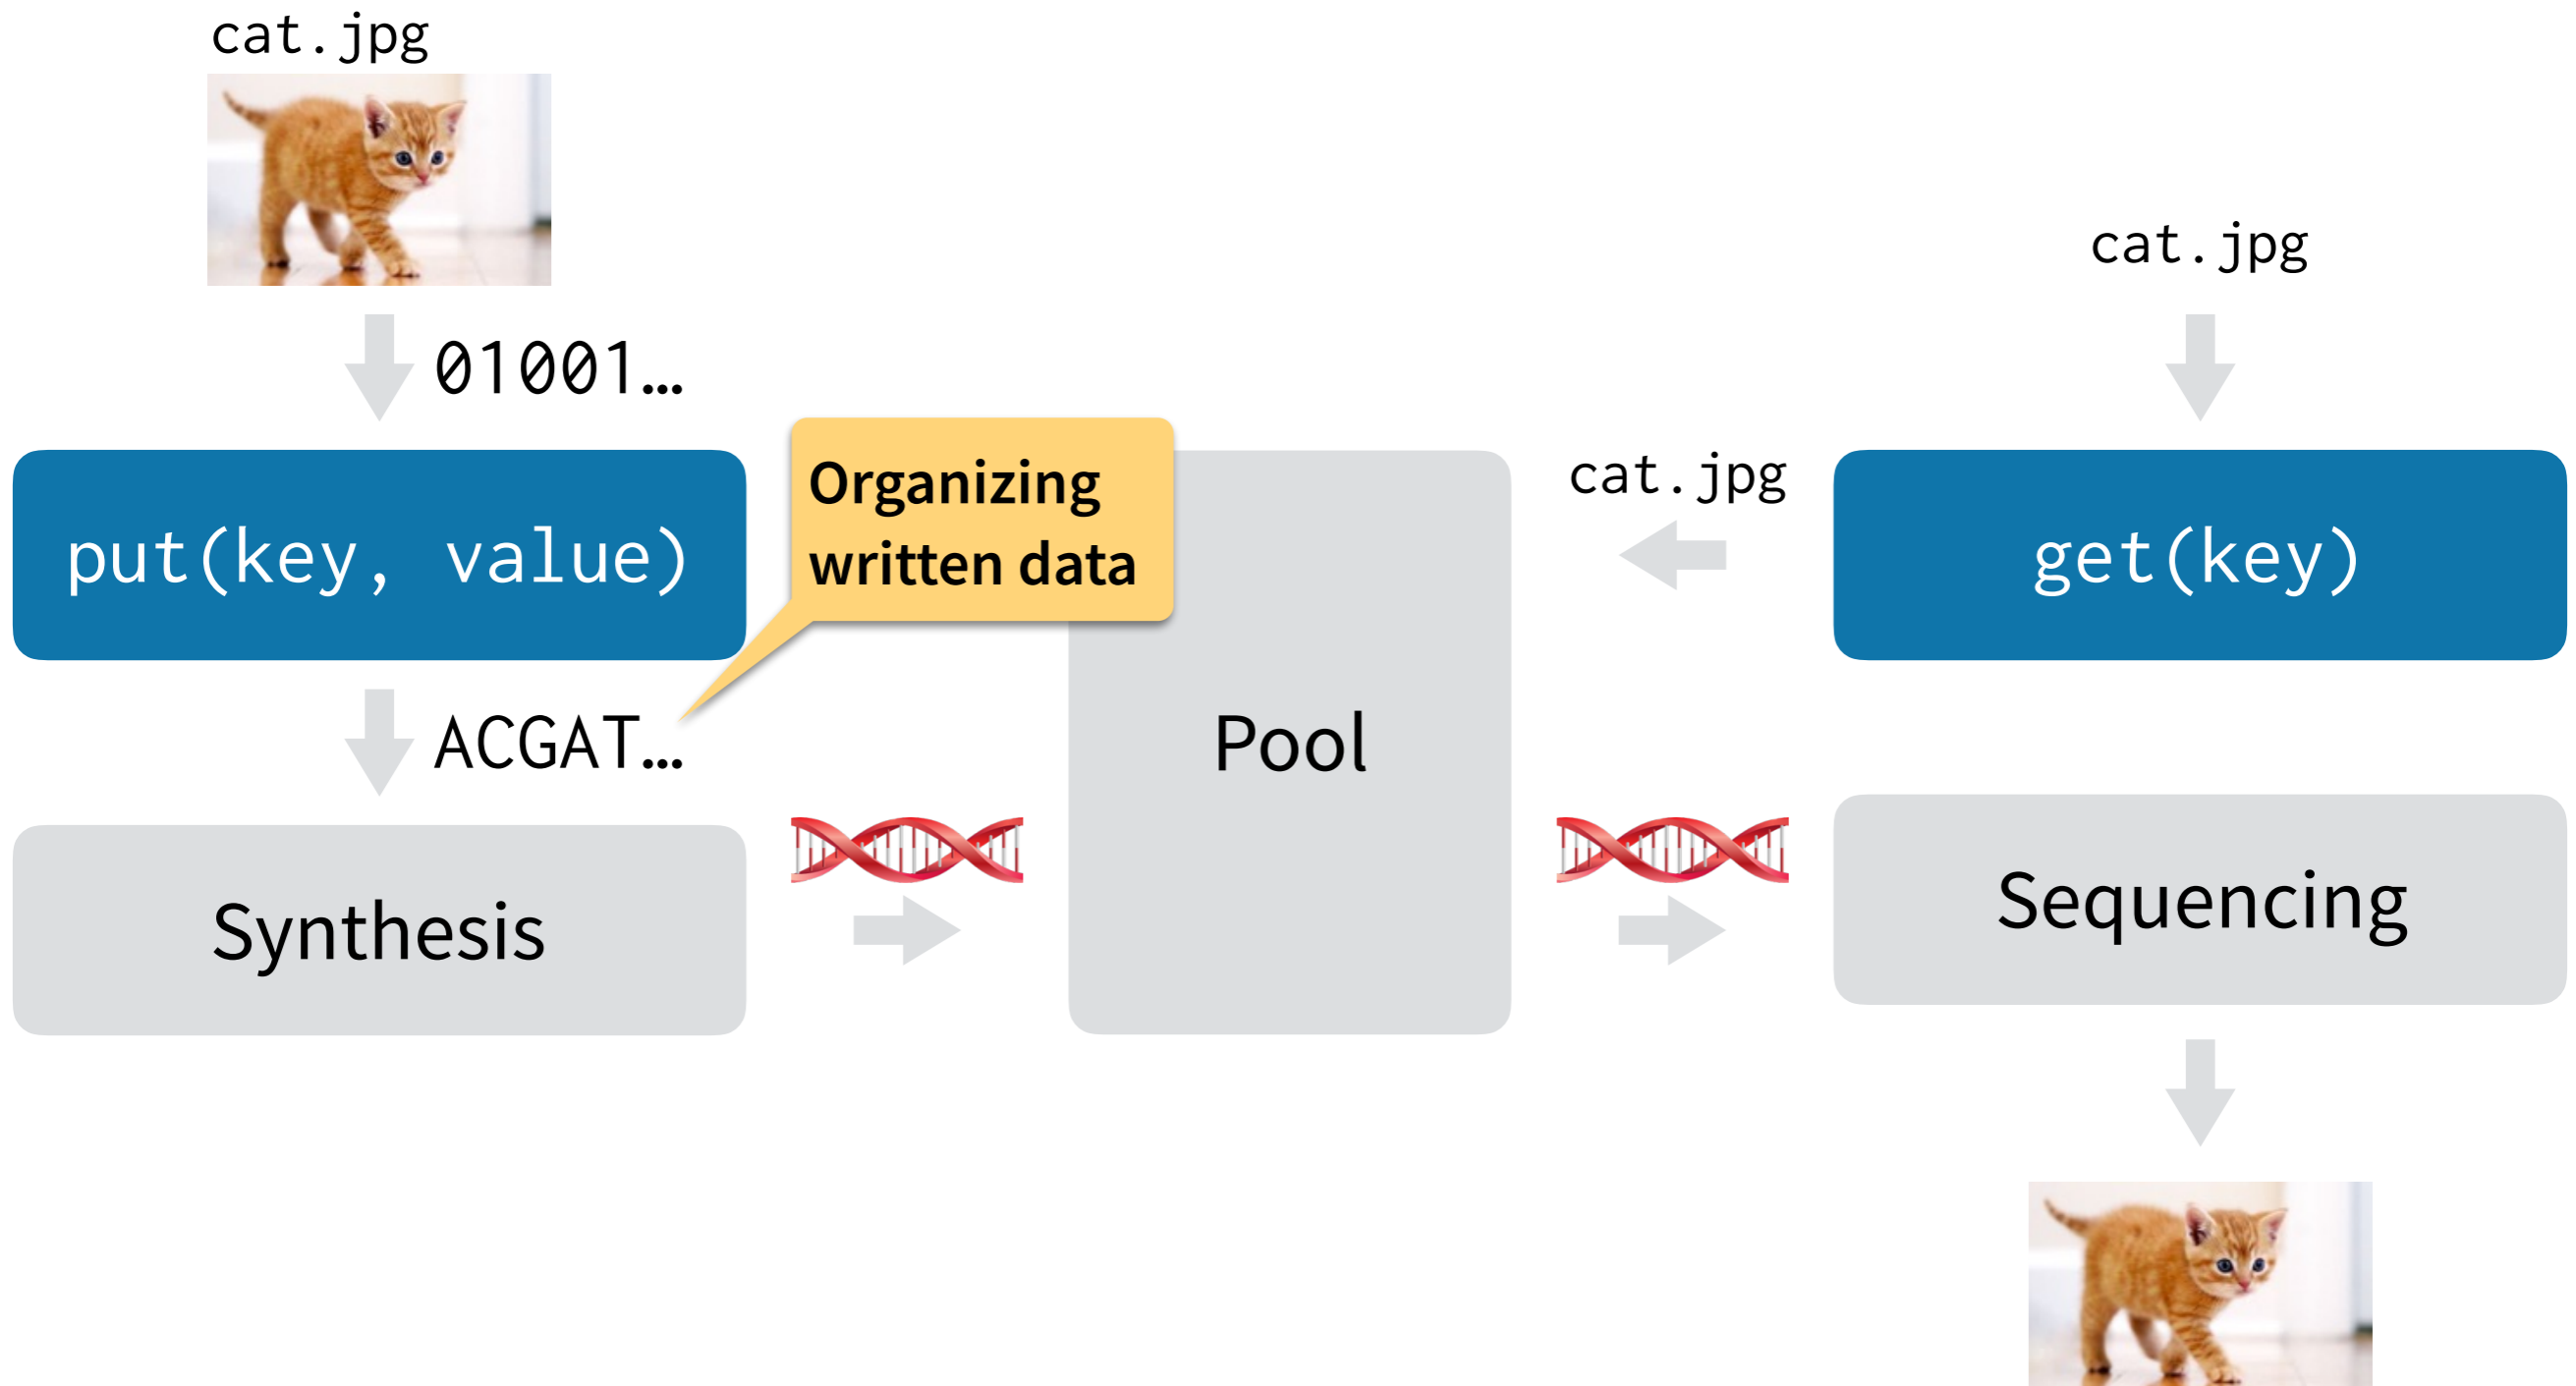 cat.jpg
01001…
put(key, value)
Organizing
written data
ACGAT…
Synthesis
Pool
cat.jpg
cat.jpg
get(key)
Sequencing